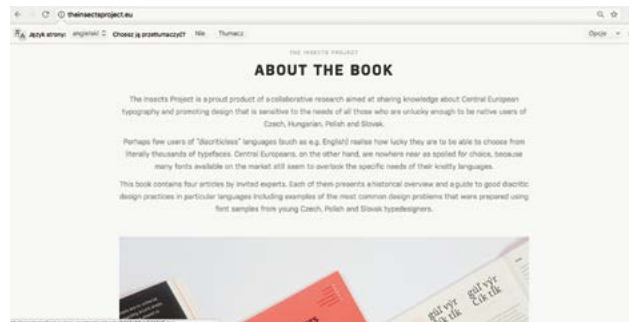 theinsectsproject.eu
Język strony: angielski Chcesz ją przetłumaczyć? Nie Tłumacz Opcje
THE INSECTS PROJECT
ABOUT THE BOOK
The Insects Project is a proud product of a collaborative research aimed at sharing knowledge about Central European
typography and promoting design that is sensitive to the needs of all those who are unlucky enough to be native users of
Czech, Hungarian, Polish and Slovak.
Perhaps few users of "diacriticless" languages (such as e.g. English) realise how lucky they are to be able to choose from
literally thousands of typefaces. Central Europeans, on the other hand, are nowhere near as spoiled for choice, because
many fonts available on the market still seem to overlook the specific needs of their knotty languages.
This book contains four articles by invited experts. Each of them presents a historical overview and a guide to good diacritic
design practices in particular languages including examples of the most common design problems that were prepared using
font samples from young Czech, Polish and Slovak typedesigners.
gúľ výr
Čik tík
gúľ výr
Čik tík